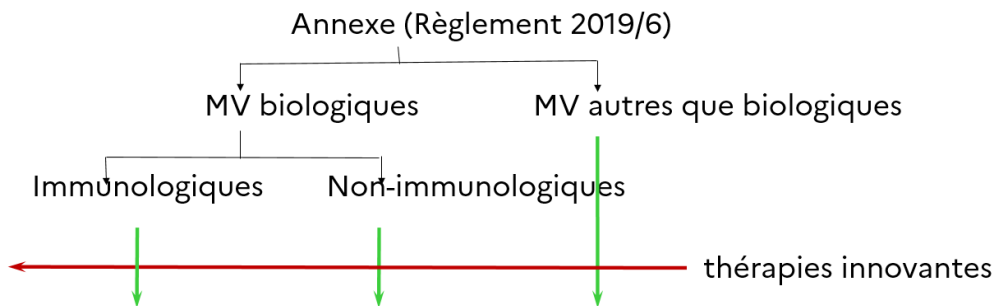 Annexe (Règlement 2019/6)
MV biologiques
MV autres que biologiques
Immunologiques
Non-immunologiques
thérapies innovantes